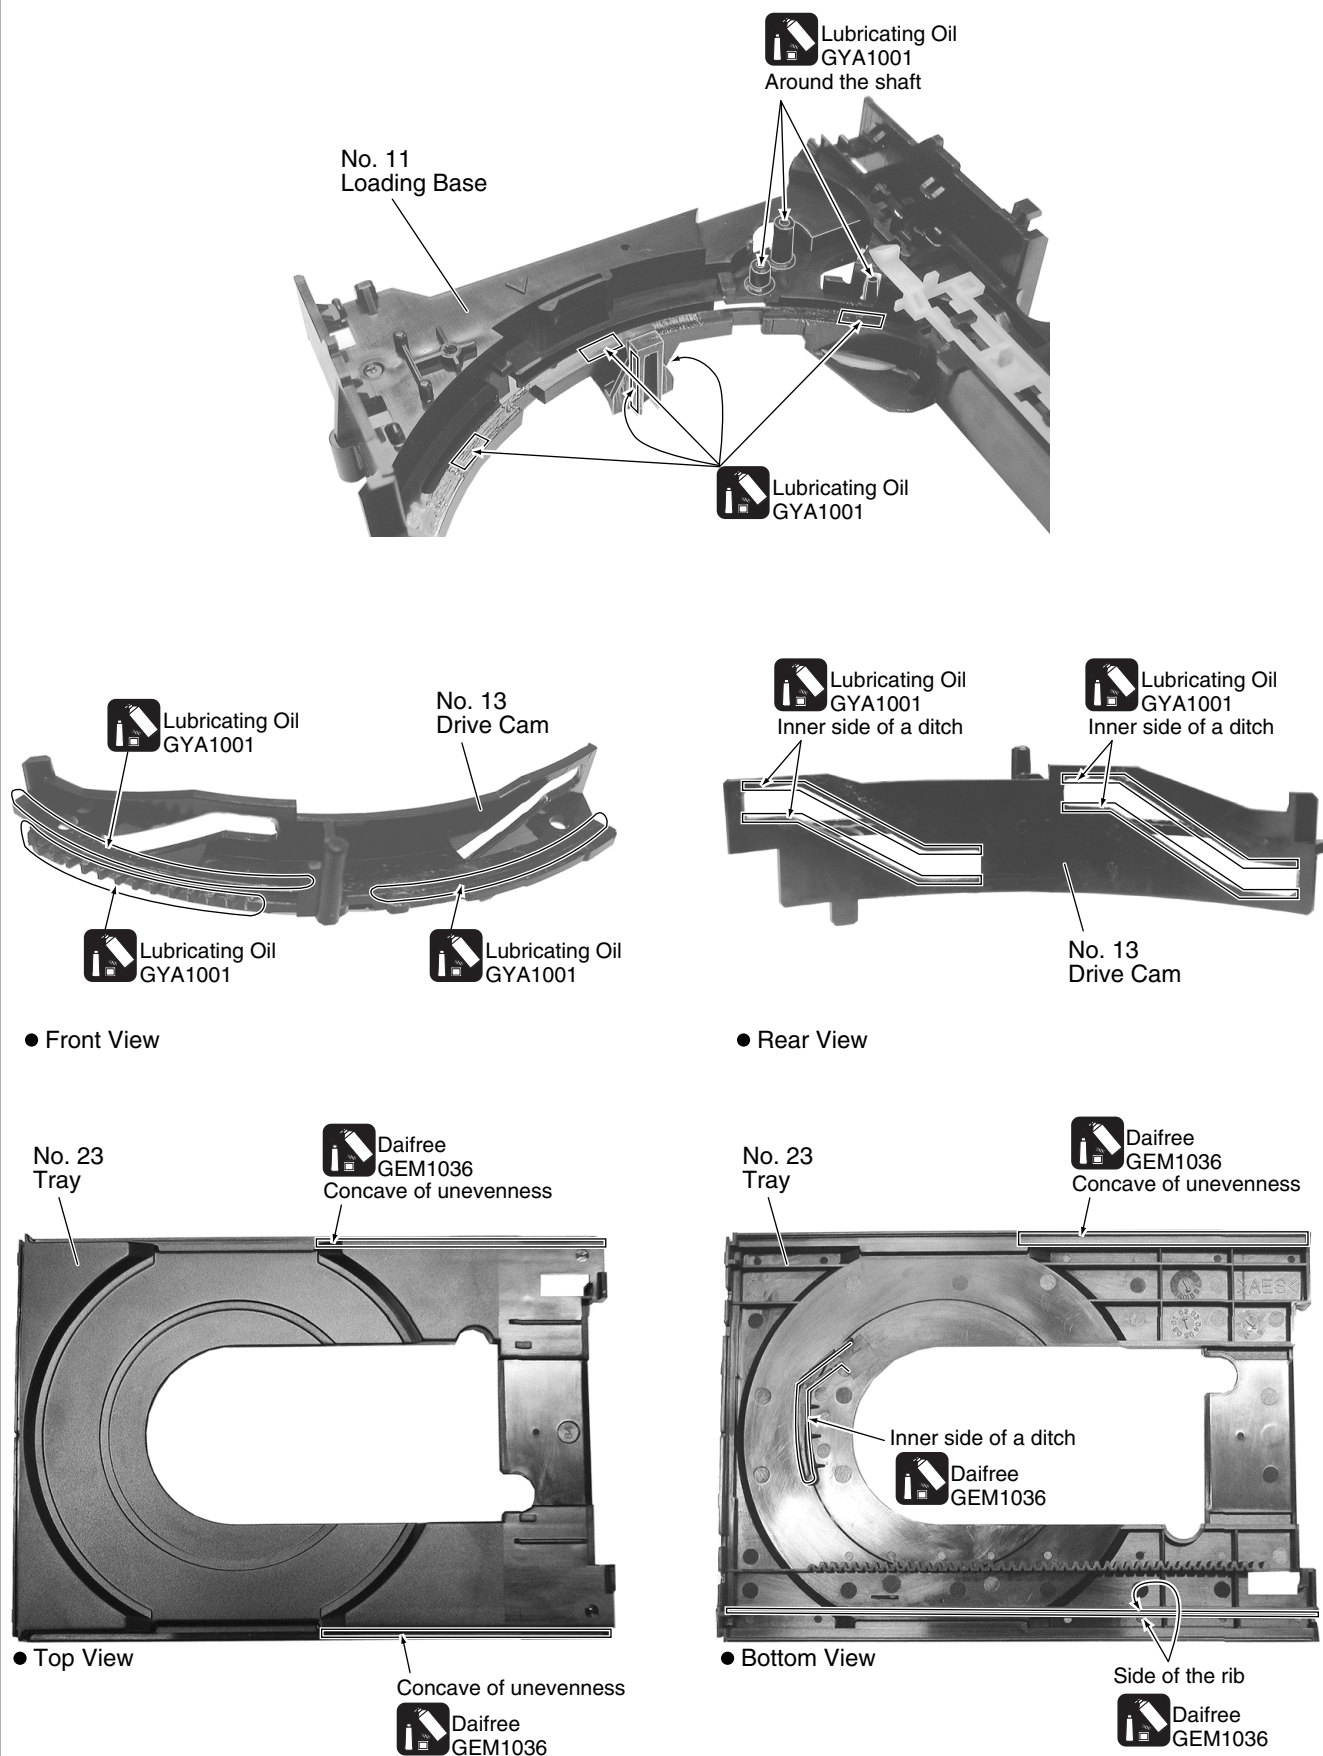 Lubricating Oil
GYA1001
Around the shaft
No. 11
Loading Base
Lubricating Oil
GYA1001
Lubricating Oil
GYA1001
No. 13
Drive Cam
Lubricating Oil
GYA1001
Lubricating Oil
GYA1001
● Front View
Lubricating Oil
GYA1001
Inner side of a ditch
Lubricating Oil
GYA1001
Inner side of a ditch
No. 13
Drive Cam
● Rear View
No. 23
Tray
Daifree
GEM1036
Concave of unevenness
● Top View
Concave of unevenness
Daifree
GEM1036
No. 23
Tray
Daifree
GEM1036
Concave of unevenness
Inner side of a ditch
Daifree
GEM1036
● Bottom View
Side of the rib
Daifree
GEM1036